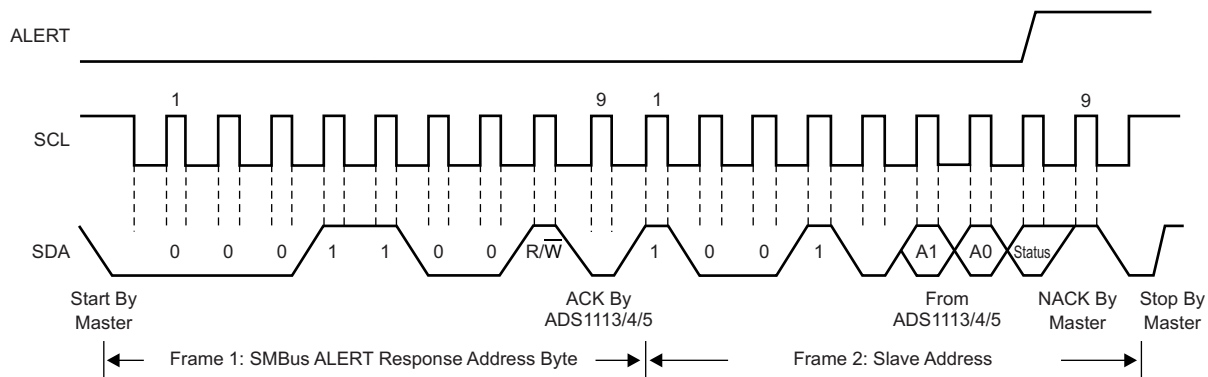 ALERT
1 9 1 9
SCL
SDA 0 0 0 1 1 0 0 R/W̅ 1 0 0 1 A1 A0 Status
Start By
Master
ACK By
ADS1113/4/5
From
ADS1113/4/5
NACK By
Master
Stop By
Master
Frame 1: SMBus ALERT Response Address Byte
Frame 2: Slave Address